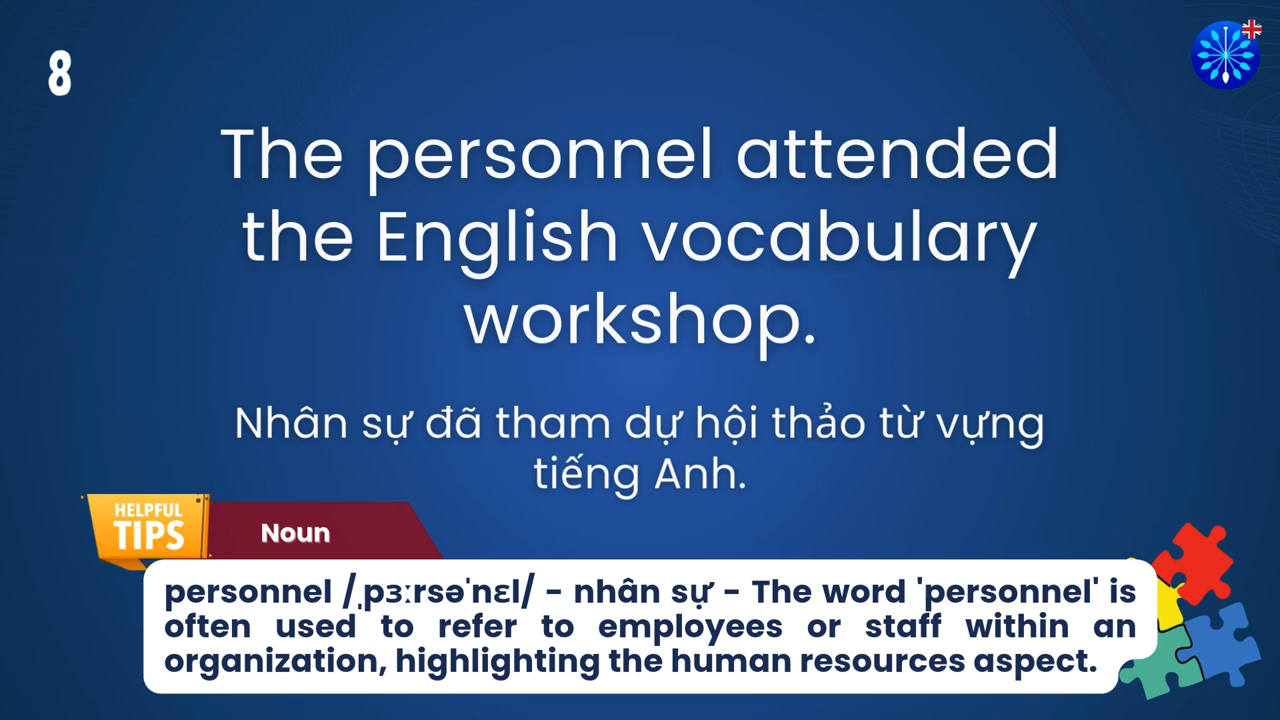 8
The personnel attended
the English vocabulary
workshop.
Nhân sự đã tham dự hội thảo từ vựng
tiếng Anh.
HELPFUL
TIPS
Noun
personnel /ˌpɜːrsəˈnɛl/ - nhân sự - The word 'personnel' is
often used to refer to employees or staff within an
organization, highlighting the human resources aspect.